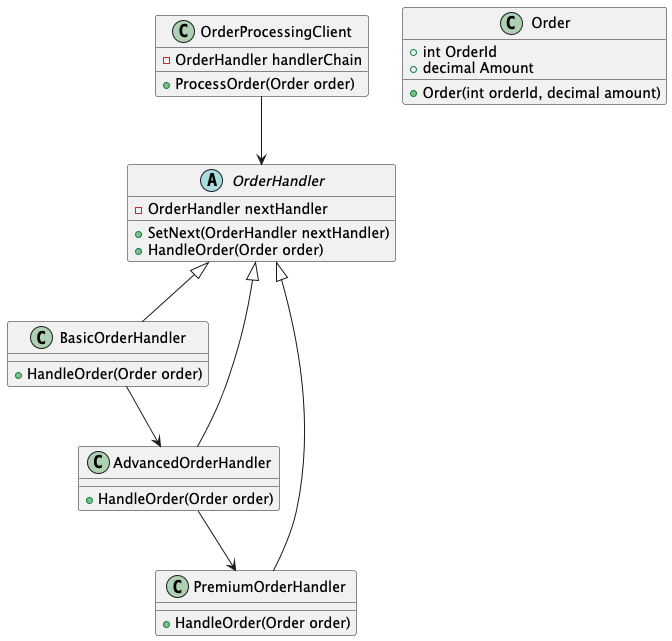 C OrderProcessingClient
OrderHandler handlerChain
ProcessOrder(Order order)
C Order
int OrderId
decimal Amount
Order(int orderId, decimal amount)
A OrderHandler
OrderHandler nextHandler
SetNext(OrderHandler nextHandler)
HandleOrder(Order order)
C BasicOrderHandler
HandleOrder(Order order)
C AdvancedOrderHandler
HandleOrder(Order order)
C PremiumOrderHandler
HandleOrder(Order order)